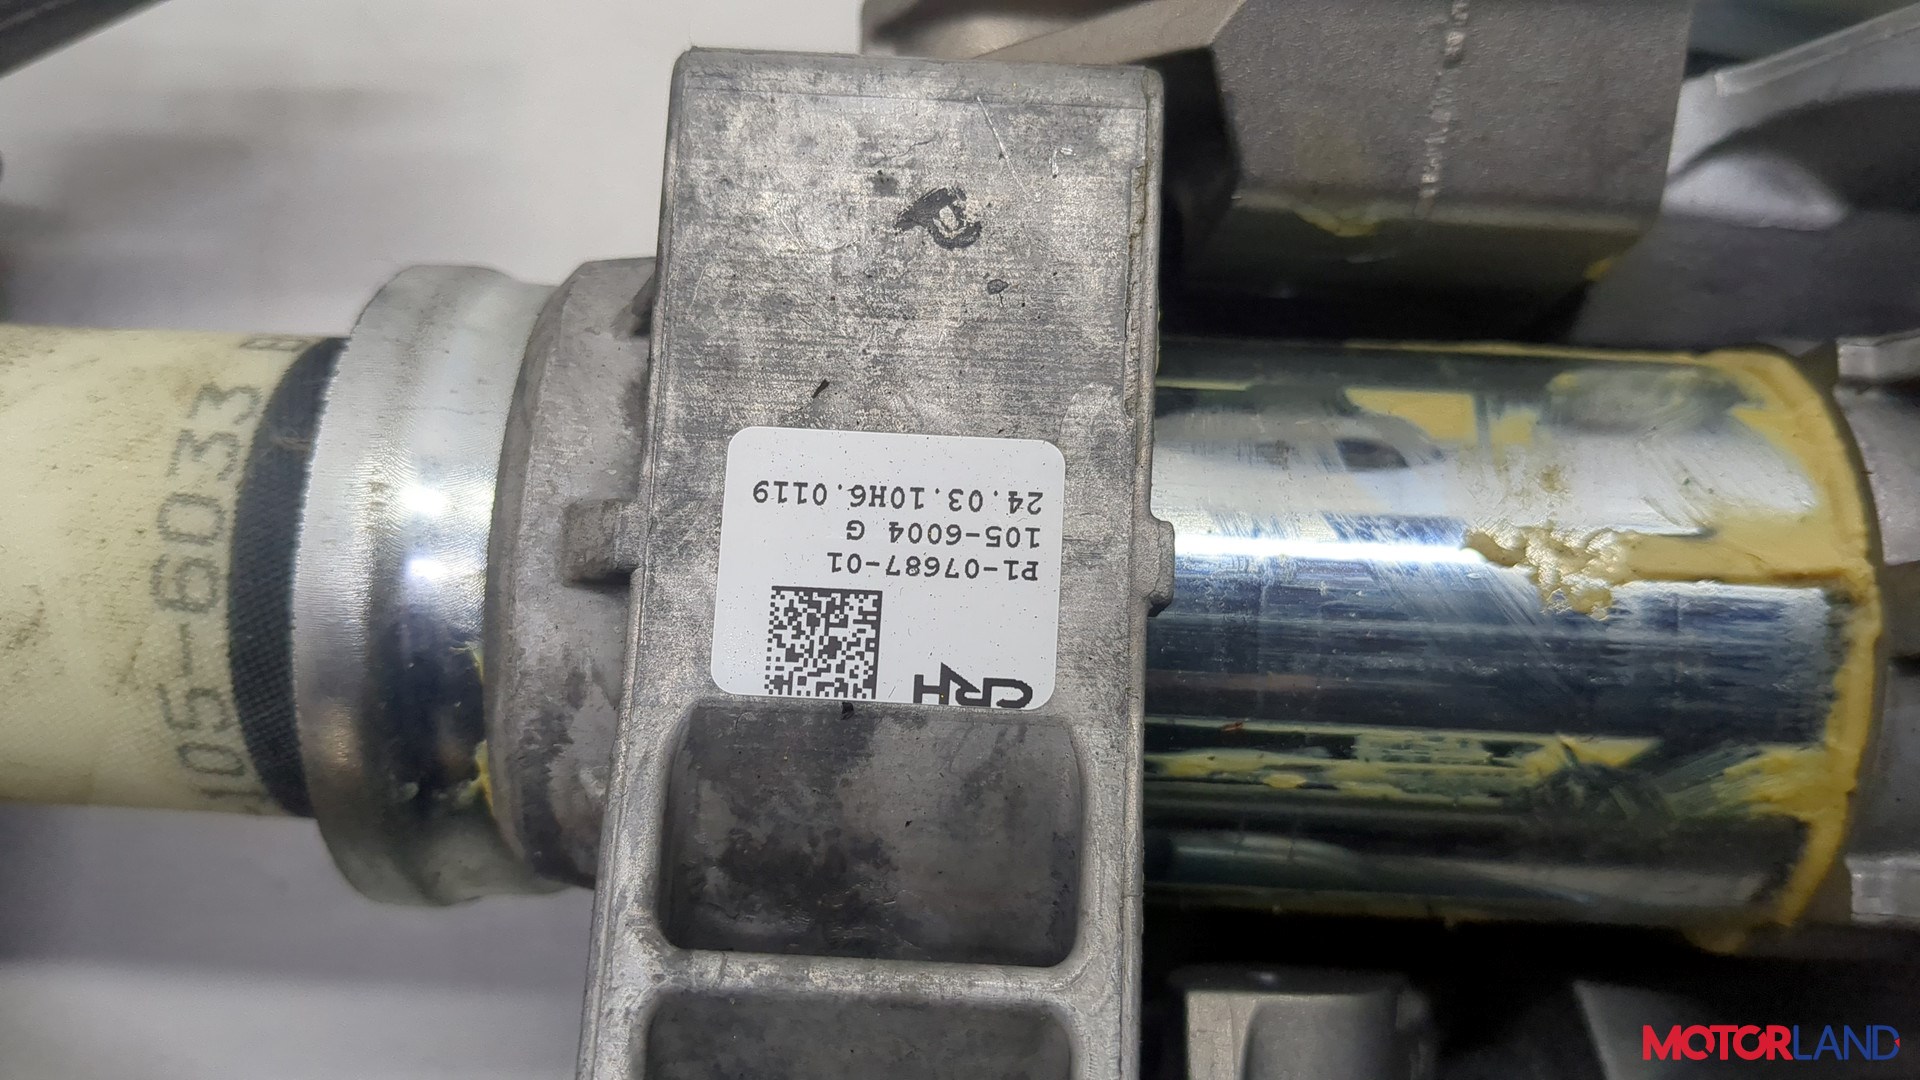 CRH
P1-07687-01
105-6004 G
24.03.10H6.0119
105-6033
P
MOTORLAND